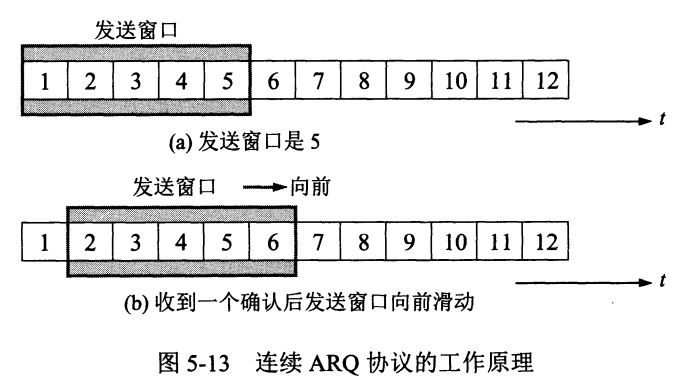 发送窗口
1 2 3 4 5 6 7 8 9 10 11 12
t
(a) 发送窗口是 5
发送窗口 向前
1 2 3 4 5 6 7 8 9 10 11 12
t
(b) 收到一个确认后发送窗口向前滑动
图 5-13 连续 ARQ 协议的工作原理